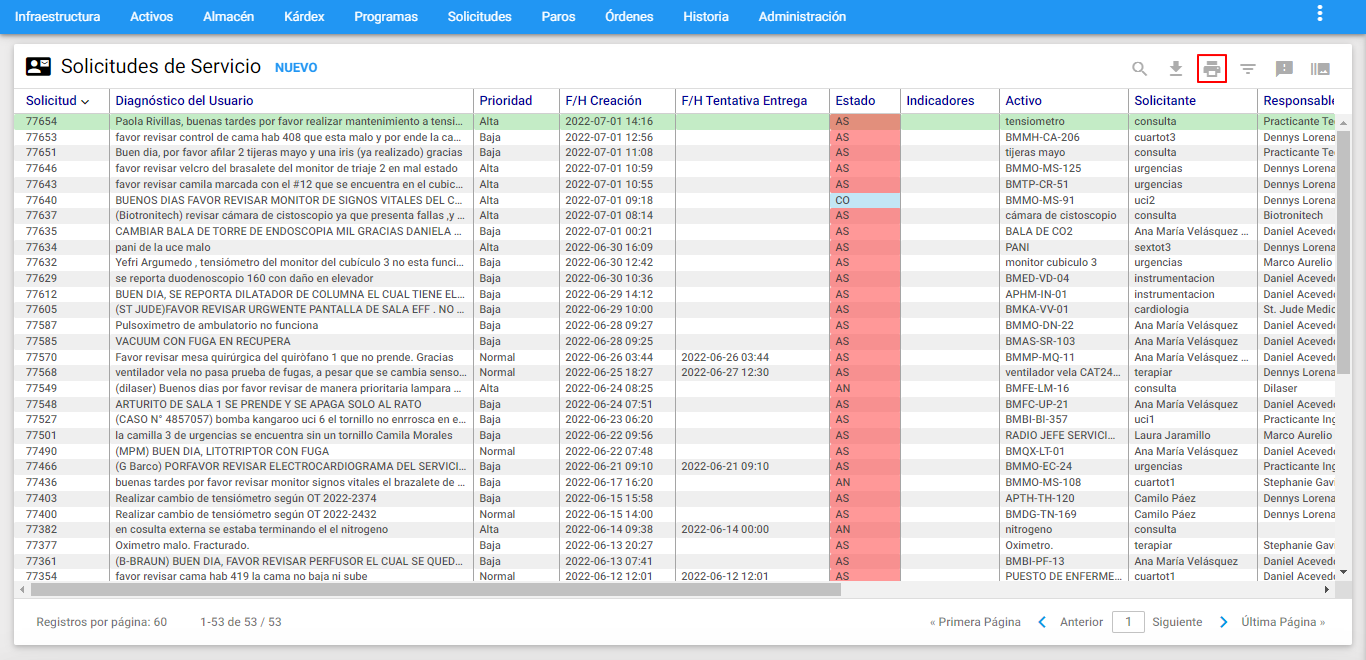 Infraestructura Activos Almacén Kárdex Programas Solicitudes Paros Órdenes Historia Administración
Solicitudes de Servicio NUEVO
Solicitud Diagnóstico del Usuario Prioridad F/H Creación F/H Tentativa Entrega Estado Indicadores Activo Solicitante Responsable
77654 Paola Rivillas, buenas tardes por favor realizar mantenimiento a tensi... Alta 2022-07-01 14:16 AS tensiometro consulta Practicante Te
77653 favor revisar control de cama hab 408 que esta malo y por ende la ca... Baja 2022-07-01 12:56 AS BMMH-CA-206 cuartot3 Dennys Lorena
77651 Buen dia, por favor afilar 2 tijeras mayo y una iris (ya realizado) gracias Baja 2022-07-01 11:08 AS tijeras mayo consulta Practicante Te
77646 favor revisar velcro del brasalete del monitor de triaje 2 en mal estado Alta 2022-07-01 10:59 AS BMMO-MS-125 urgencias Dennys Lorena
77643 favor revisar camila marcada con el #12 que se encuentra en el cubic... Alta 2022-07-01 10:55 AS BMTP-CR-51 urgencias Dennys Lorena
77640 BUENOS DIAS FAVOR REVISAR MONITOR DE SIGNOS VITALES DEL C... Alta 2022-07-01 09:18 CO BMMO-MS-91 uci2 Dennys Lorena
77637 (Biotronitech) revisar cámara de cistoscopio ya que presenta fallas ,y ... Alta 2022-07-01 08:14 AS cámara de cistoscopio consulta Biotronitech
77635 CAMBIAR BALA DE TORRE DE ENDOSCOPIA MIL GRACIAS DANIELA ... Baja 2022-07-01 00:21 AS BALA DE CO2 Ana María Velásquez ... Daniel Aceved
77634 pani de la uce malo Alta 2022-06-30 16:09 AS PANI sextot3 Dennys Lorena
77632 Yefri Argumedo , tensiómetro del monitor del cubículo 3 no esta funci... Baja 2022-06-30 12:42 AS monitor cubiculo 3 urgencias Marco Aurelio
77629 se reporta duodenoscopio 160 con daño en elevador Baja 2022-06-30 10:36 AS BMED-VD-04 instrumentacion Daniel Acevedo
77612 BUEN DIA, SE REPORTA DILATADOR DE COLUMNA EL CUAL TIENE EL... Baja 2022-06-29 14:12 AS APHM-IN-01 instrumentacion Daniel Acevedo
77605 (ST JUDE)FAVOR REVISAR URGWENTE PANTALLA DE SALA EFF . NO ... Baja 2022-06-29 10:00 AS BMKA-VV-01 cardiologia St. Jude Medic
77587 Pulsoximetro de ambulatorio no funciona Baja 2022-06-28 09:27 AS BMMO-DN-22 Ana María Velásquez Daniel Acevedo
77585 VACUUM CON FUGA EN RECUPERA Baja 2022-06-28 09:25 AS BMAS-SR-103 Ana María Velásquez Daniel Acevedo
77570 Favor revisar mesa quirúrgica del quiròfano 1 que no prende. Gracias Normal 2022-06-26 03:44 2022-06-26 03:44 AS BMMP-MQ-11 Ana María Velásquez ... Daniel Acevedo
77568 ventilador vela no pasa prueba de fugas, a pesar que se cambia senso... Normal 2022-06-25 18:27 2022-06-27 12:30 AS ventilador vela CAT24... terapiar Daniel Acevedo
77549 (dilaser) Buenos dias por favor revisar de manera prioritaria lampara ... Alta 2022-06-24 08:25 AN BMFE-LM-16 consulta Dilaser
77548 ARTURITO DE SALA 1 SE PRENDE Y SE APAGA SOLO AL RATO Baja 2022-06-24 07:51 AS BMFC-UP-21 Ana María Velásquez Daniel Acevedo
77527 (CASO N° 4857057) bomba kangaroo uci 6 el tornillo no enrrosca en e... Baja 2022-06-23 06:20 AS BMBI-BI-357 uci1 Practicante Ing
77501 la camilla 3 de urgencias se encuentra sin un tornillo Camila Morales Baja 2022-06-22 09:56 AS RADIO JEFE SERVICI... Laura Jaramillo Marco Aurelio
77490 (MPM) BUEN DIA, LITOTRIPTOR CON FUGA Normal 2022-06-22 07:48 AS BMQX-LT-01 Ana María Velásquez Daniel Acevedo
77466 (G Barco) PORFAVOR REVISAR ELECTROCARDIOGRAMA DEL SERVICI... Baja 2022-06-21 09:10 2022-06-21 09:10 AS BMMO-EC-24 urgencias Practicante Ing
77436 buenas tardes por favor revisar monitor signos vitales el brazalete de ... Baja 2022-06-17 16:20 AN BMMO-MS-108 cuartot1 Stephanie Gavi
77403 Realizar cambio de tensiómetro según OT 2022-2374 Baja 2022-06-15 15:58 AS APTH-TH-120 Camilo Páez Dennys Lorena
77400 Realizar cambio de tensiómetro según OT 2022-2432 Normal 2022-06-15 14:00 AS BMDG-TN-169 Camilo Páez Dennys Lorena
77382 en cosulta externa se estaba terminando el el nitrogeno Alta 2022-06-14 09:38 2022-06-14 00:00 AN nitrogeno consulta
77377 Oximetro malo. Fracturado. Baja 2022-06-13 20:27 AS Oximetro. terapiar Stephanie Gavi
77361 (B-BRAUN) BUEN DIA, FAVOR REVISAR PERFUSOR EL CUAL SE QUED... Baja 2022-06-13 07:41 AS BMBI-PF-13 Ana María Velásquez Daniel Acevedo
77354 favor revisar cama hab 419 la cama no baja ni sube Normal 2022-06-12 12:01 2022-06-12 12:01 AS PUESTO DE ENFERME... cuartot1 Daniel Acevedo
Registros por página: 60 1-53 de 53 / 53 « Primera Página Anterior 1 Siguiente Última Página »